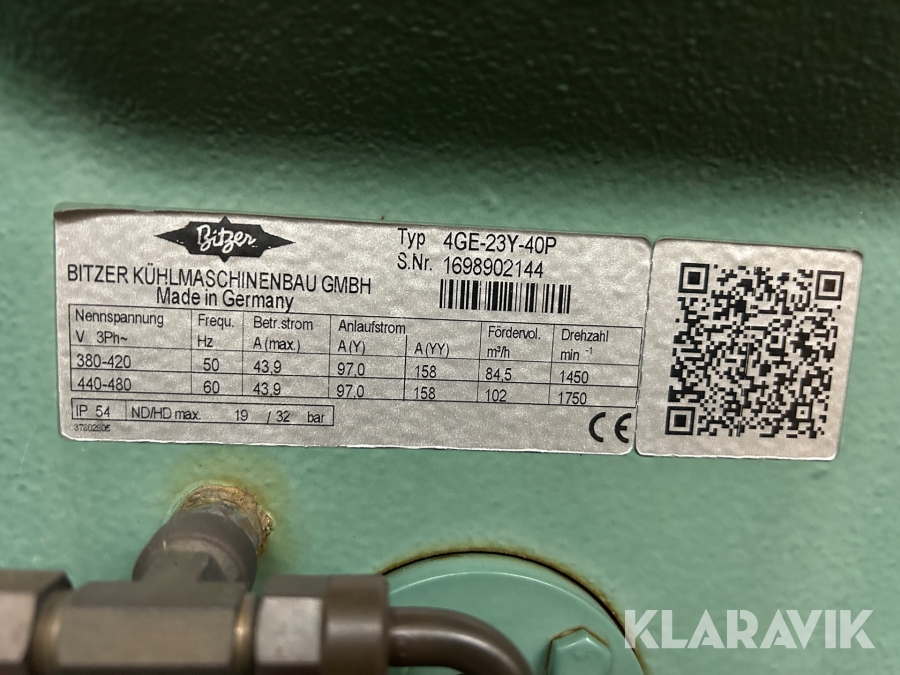 Bitzer
BITZER KÜHLMASCHINENBAU GMBH
Made in Germany
Typ 4GE-23Y-40P
S.Nr. 1698902144
Nennspannung Frequ. Betr.strom Anlaufstrom Fördervol. Drehzahl
V 3Ph~ Hz A (max.) A (Y) A (YY) m³/h min ⁻¹
380-420 50 43,9 97,0 158 84,5 1450
440-480 60 43,9 97,0 158 102 1750
IP 54 ND/HD max. 19 / 32 bar
37802806
CE
KLARAVIK